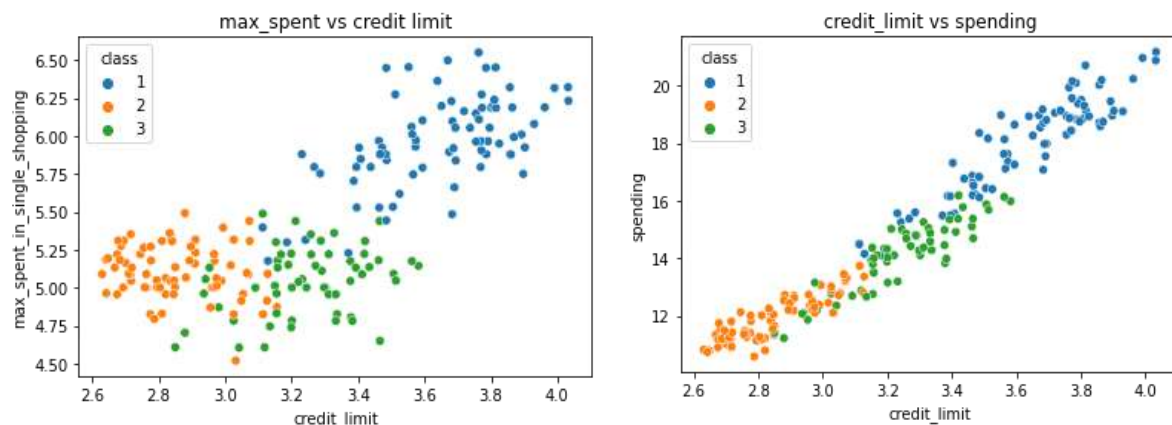 max_spent vs credit limit
class
1
2
3
6.50
6.25
6.00
5.75
5.50
5.25
5.00
4.75
4.50
max_spent_in_single_shopping
2.6 2.8 3.0 3.2 3.4 3.6 3.8 4.0
credit_limit
credit_limit vs spending
class
1
2
3
20
18
16
14
12
spending
2.6 2.8 3.0 3.2 3.4 3.6 3.8 4.0
credit_limit